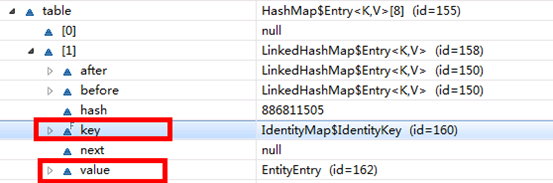 table HashMap$Entry<K,V>[8] (id=155)
[0] null
[1] LinkedHashMap$Entry<K,V> (id=158)
after LinkedHashMap$Entry<K,V> (id=150)
before LinkedHashMap$Entry<K,V> (id=150)
hash 886811505
F key IdentityMap$IdentityKey (id=160)
next null
value EntityEntry (id=162)